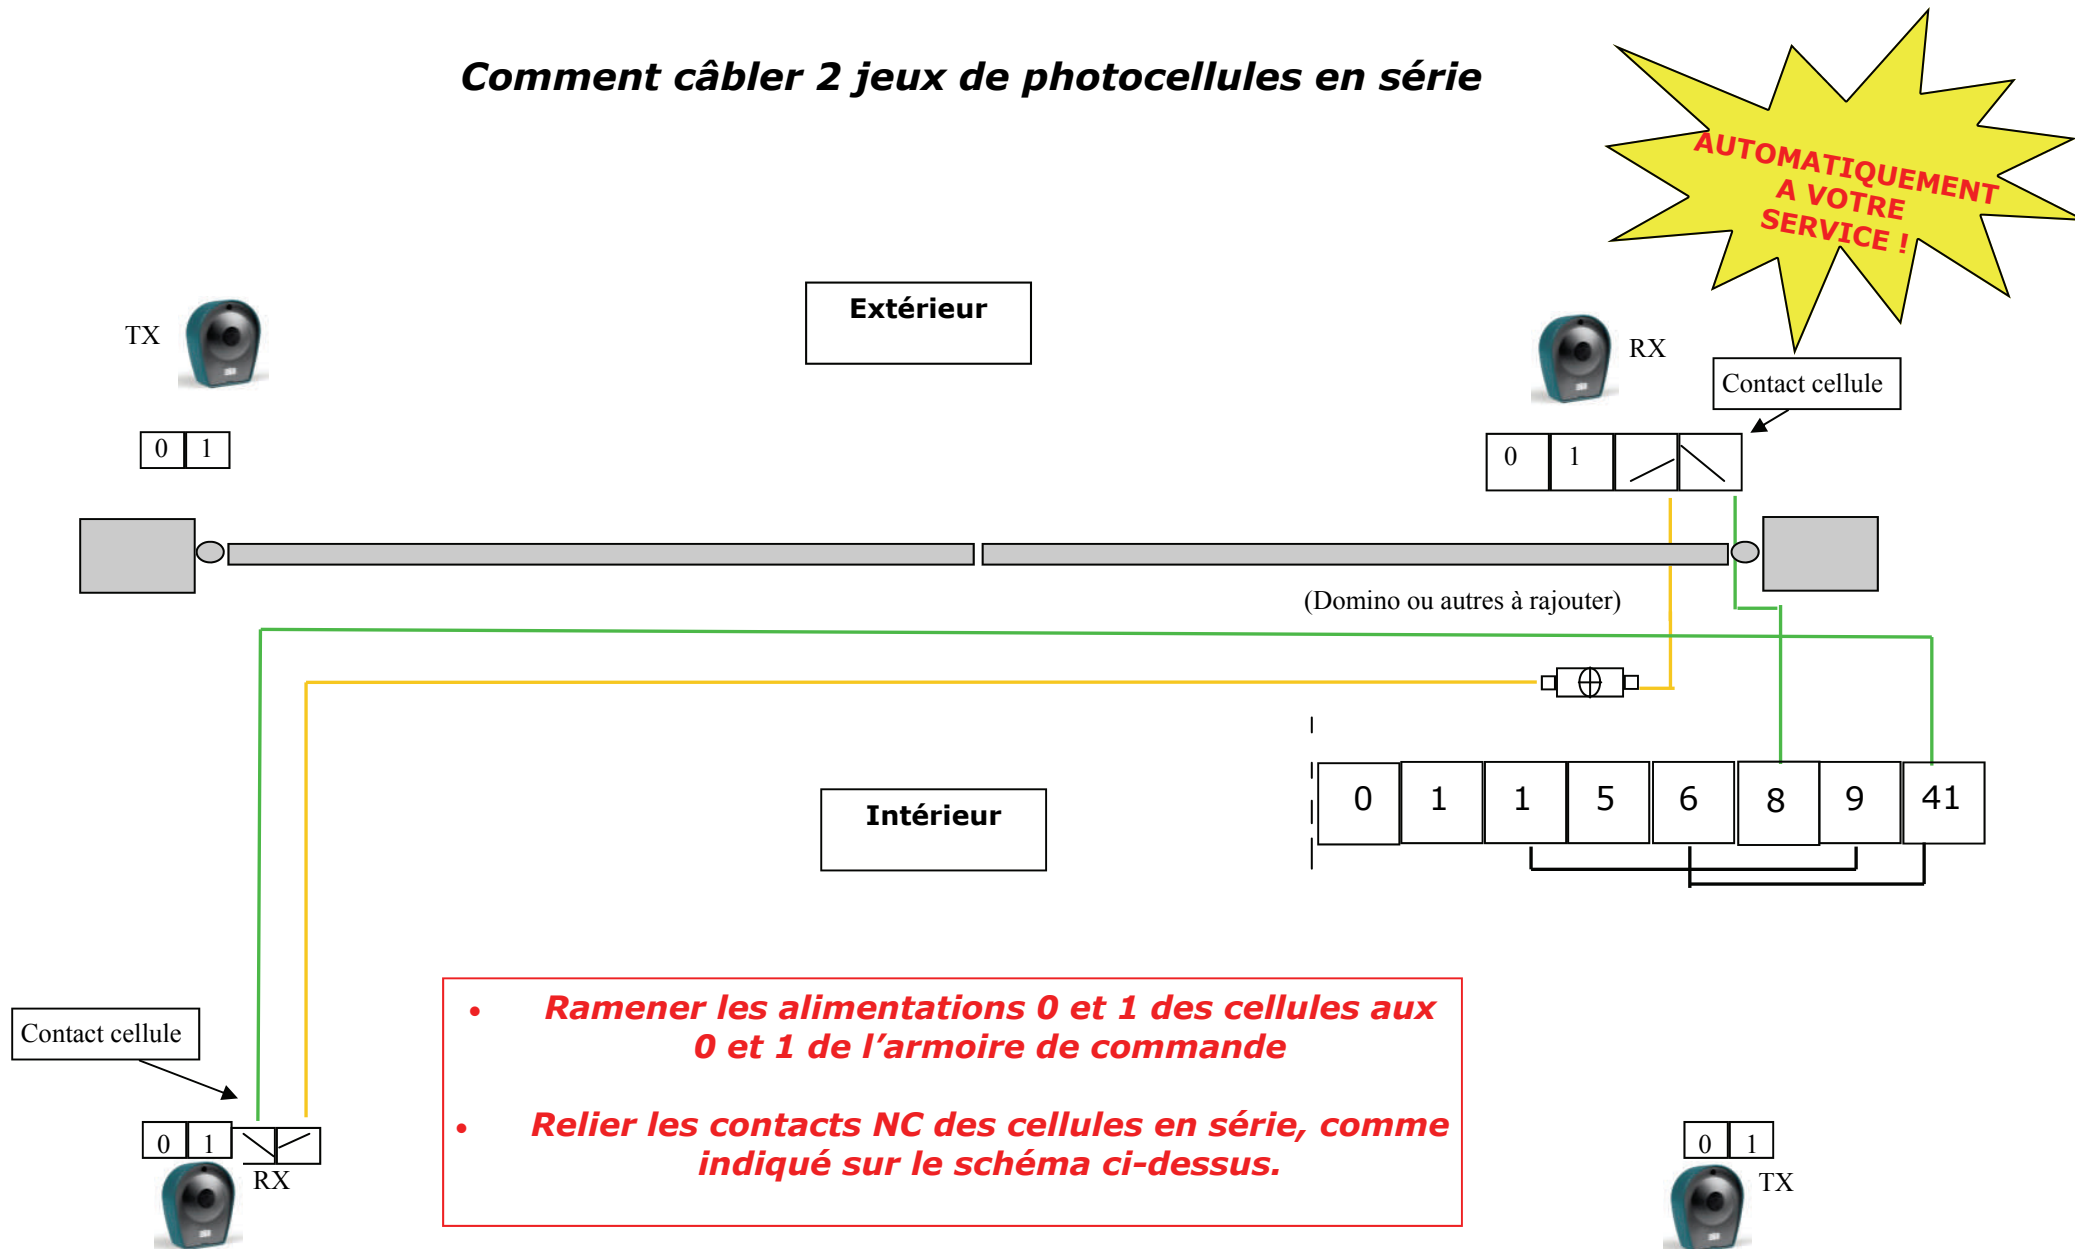 Comment câbler 2 jeux de photocellules en série
AUTOMATIQUEMENT
A VOTRE
SERVICE !
Extérieur
TX
RX
Contact cellule
0 1
0 1
(Domino ou autres à rajouter)
0 1 1 5 6 8 9 41
Intérieur
• Ramener les alimentations 0 et 1 des cellules aux
0 et 1 de l’armoire de commande
Contact cellule
• Relier les contacts NC des cellules en série, comme
indiqué sur le schéma ci-dessus.
0 1
RX
0 1
TX